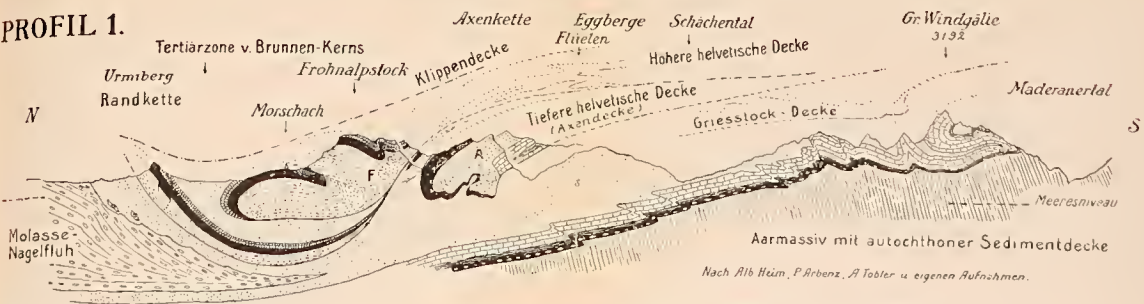 PROFIL 1.
Tertiärzone v. Brunnen-Kerns
Urmiberg
Randkette
Frohnalpstock
Morschach
Klippendecke
Axenkette
Eggberge
Flüelen
Schächental
Höhere helvetische Decke
Tiefere helvetische Decke
(Axendecke)
Griesstock-Decke
Gr. Windgälle
3192
Maderanertal
N
S
F
A
s
Molasse-
Nagelfluh
Meeresniveau
Aarmassiv mit autochthoner Sedimentdecke
Nach Alb Heim, P Arbenz, A Tobler u eigenen Aufnahmen.